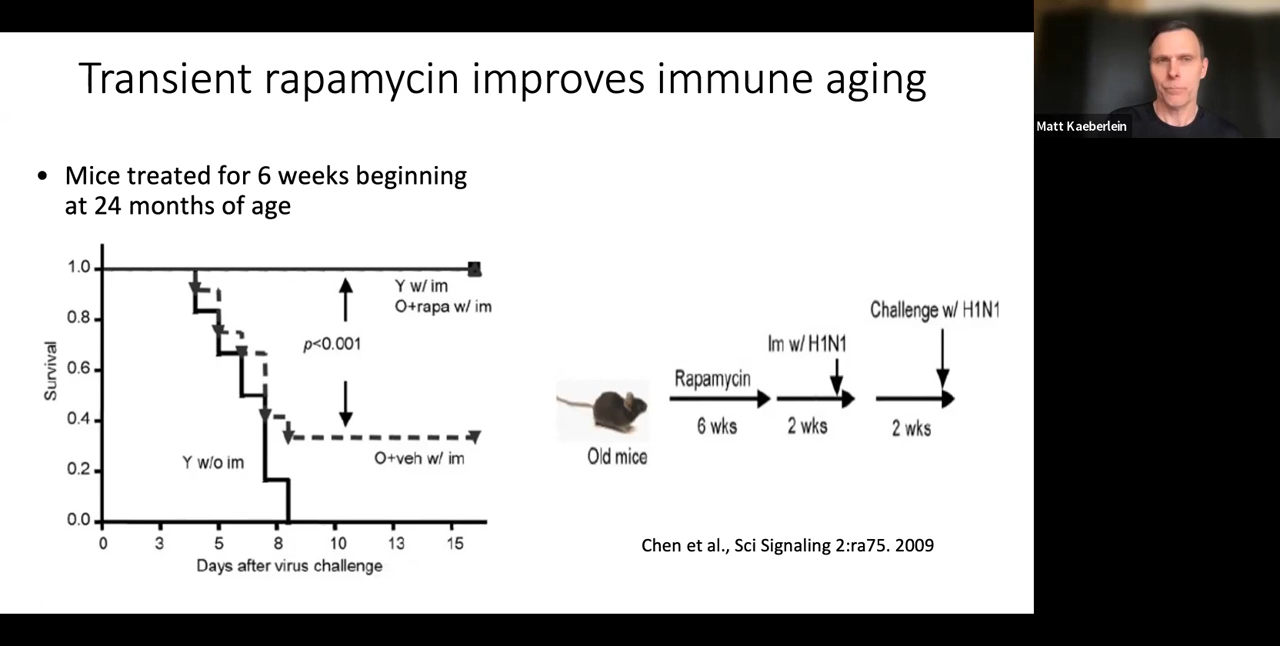 Transient rapamycin improves immune aging
Matt Kaeberlein
• Mice treated for 6 weeks beginning
at 24 months of age
1.0
0.8
0.6
0.4
0.2
0.0
Survival
Y w/ im
O+rapa w/ im
p<0.001
Y w/o im
O+veh w/ im
0 3 5 8 10 13 15
Days after virus challenge
Challenge w/ H1N1
Im w/ H1N1
Rapamycin
6 wks
2 wks
2 wks
Old mice
Chen et al., Sci Signaling 2:ra75. 2009